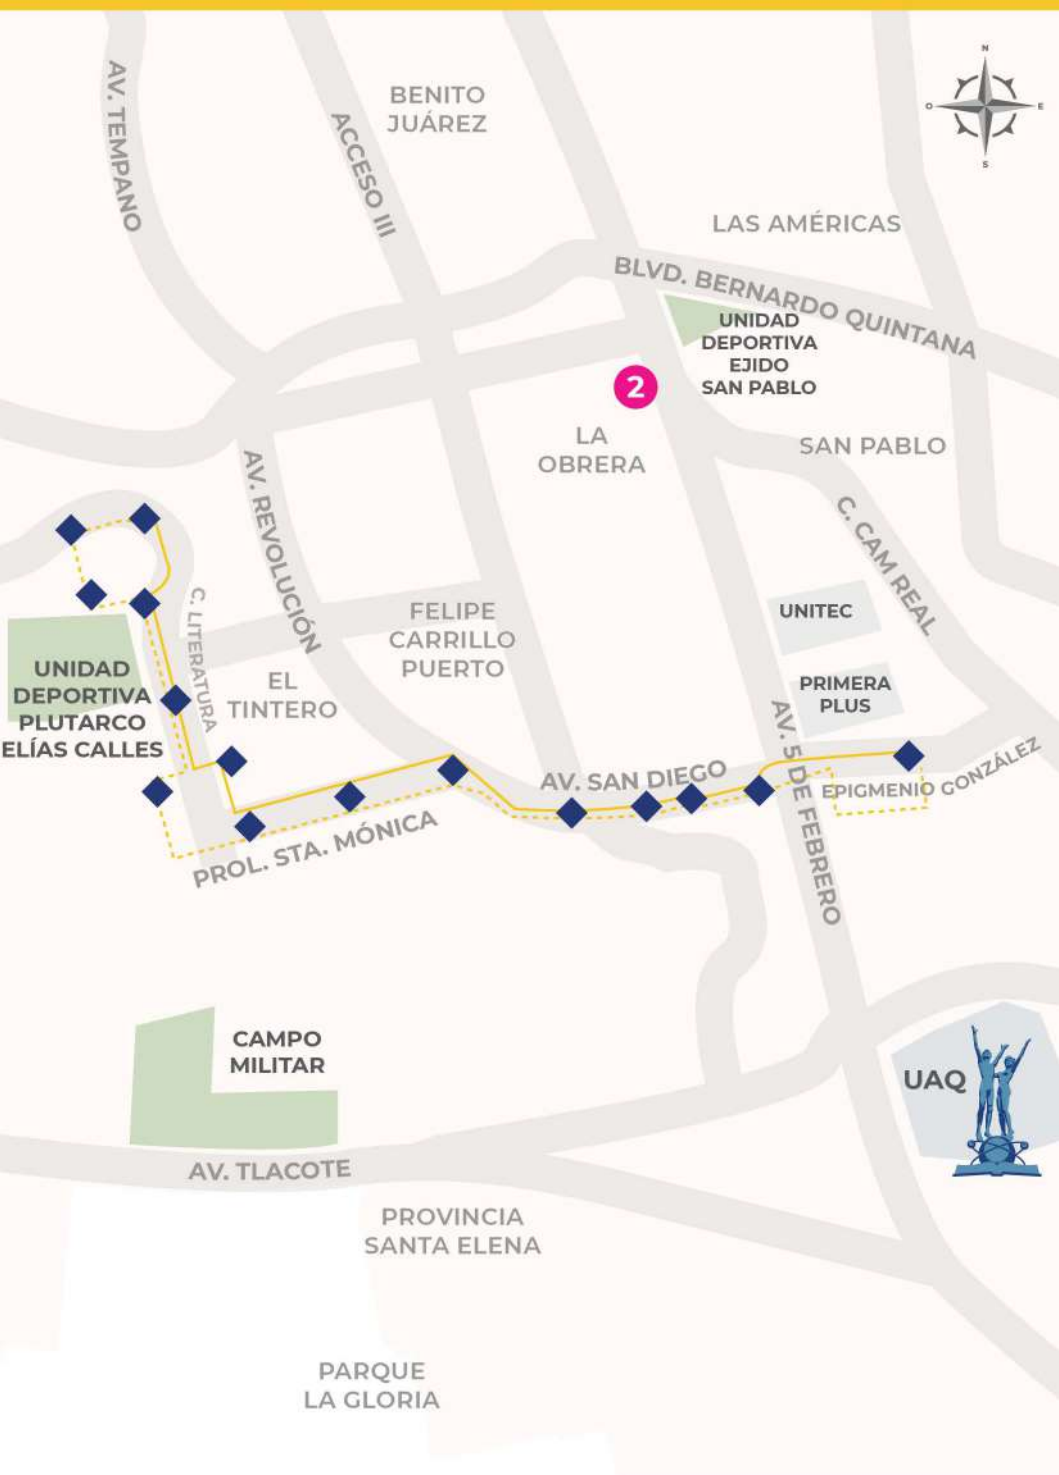 N
O
E
S
AV. TEMPANO
ACCESO III
BENITO
JUÁREZ
LAS AMÉRICAS
BLVD. BERNARDO QUINTANA
UNIDAD
DEPORTIVA
EJIDO
SAN PABLO
2
LA
OBRERA
SAN PABLO
AV. REVOLUCIÓN
C. CAM REAL
C. LITERATURA
FELIPE
CARRILLO
PUERTO
UNITEC
UNIDAD
DEPORTIVA
PLUTARCO
ELÍAS CALLES
EL
TINTERO
PRIMERA
PLUS
AV. SAN DIEGO
AV. 5 DE FEBRERO
EPIGMENIO GONZÁLEZ
PROL. STA. MÓNICA
CAMPO
MILITAR
UAQ
AV. TLACOTE
PROVINCIA
SANTA ELENA
PARQUE
LA GLORIA